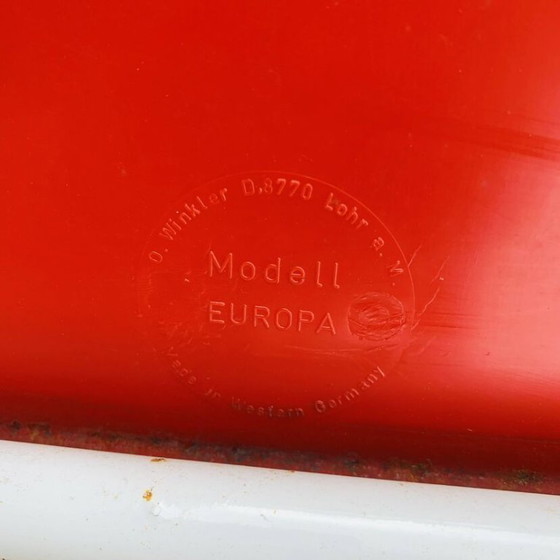 O. Winkler D.8770 Lohr a. M.
Modell
EUROPA
Made in Western Germany